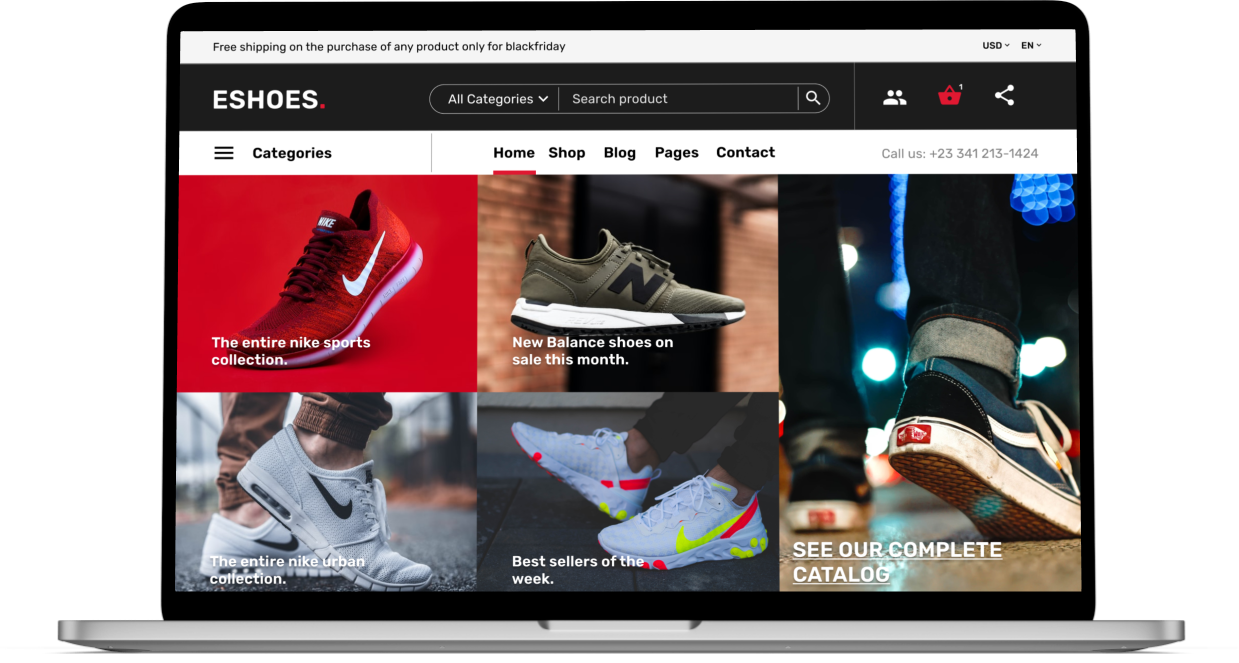 Free shipping on the purchase of any product only for blackfriday
USD EN
ESHOES.
All Categories
Search product
1
Categories
Home Shop Blog Pages Contact
Call us: +23 341 213-1424
NIKE
The entire nike sports
collection.
N
New Balance shoes on
sale this month.
The entire nike urban
collection.
Best sellers of the
week.
SEE OUR COMPLETE
CATALOG